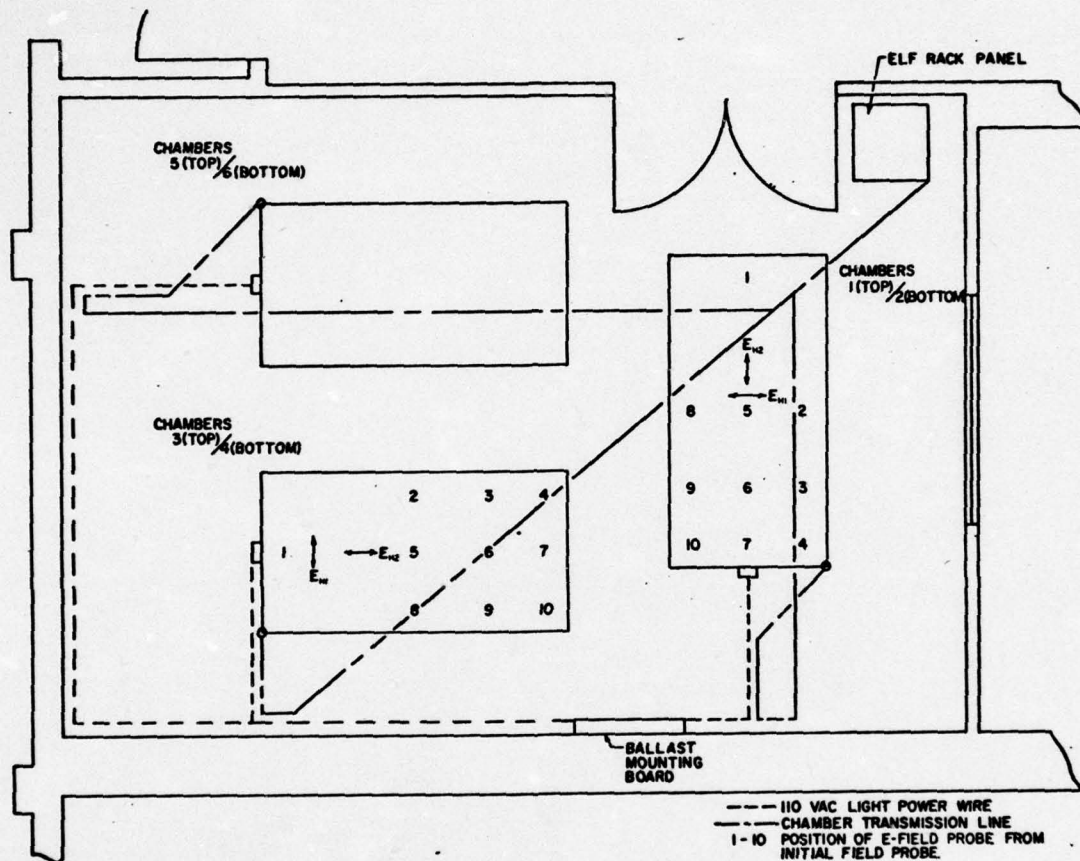 ELF RACK PANEL
CHAMBERS
5 (TOP)/6 (BOTTOM)
CHAMBERS
1 (TOP)/2 (BOTTOM)
1
EH2
EH1
8 5 2
CHAMBERS
3 (TOP)/4 (BOTTOM)
9 6 3
10 7 4
2 3 4
1 EH1 EH2 5 6 7
8 9 10
BALLAST
MOUNTING
BOARD
110 VAC LIGHT POWER WIRE
CHAMBER TRANSMISSION LINE
1-10 POSITION OF E-FIELD PROBE FROM
INITIAL FIELD PROBE